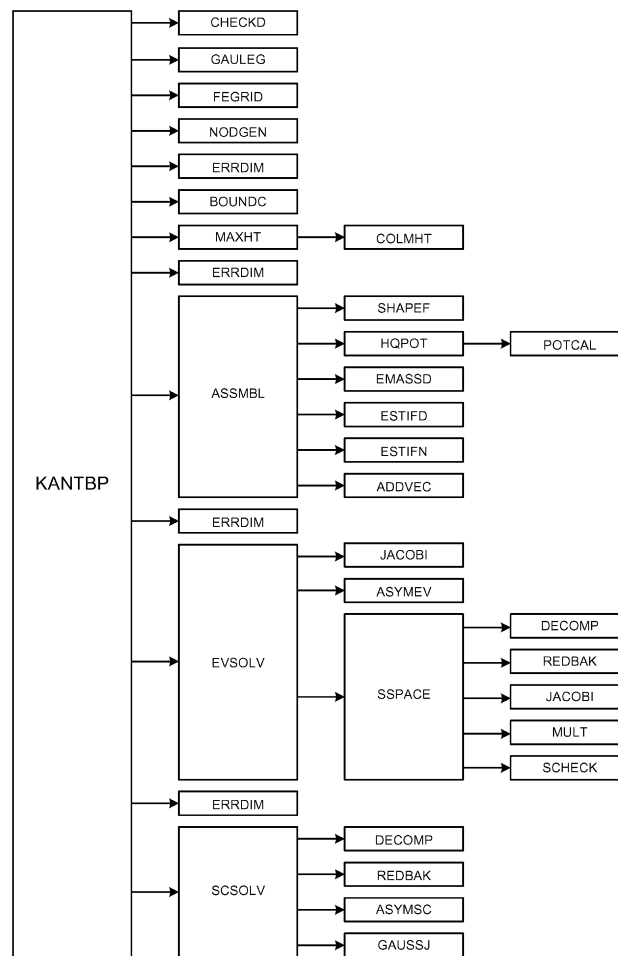 CHECKD
GAULEG
FEGRID
NODGEN
ERRDIM
BOUNDC
MAXHT
COLMHT
ERRDIM
SHAPEF
HQPOT
POTCAL
EMASSD
ASSMBL
ESTIFD
ESTIFN
KANTBP
ADDVEC
ERRDIM
JACOBI
ASYMEV
DECOMP
REDBAK
EVSOLV
SSPACE
JACOBI
MULT
SCHECK
ERRDIM
DECOMP
REDBAK
SCSOLV
ASYMSC
GAUSSJ